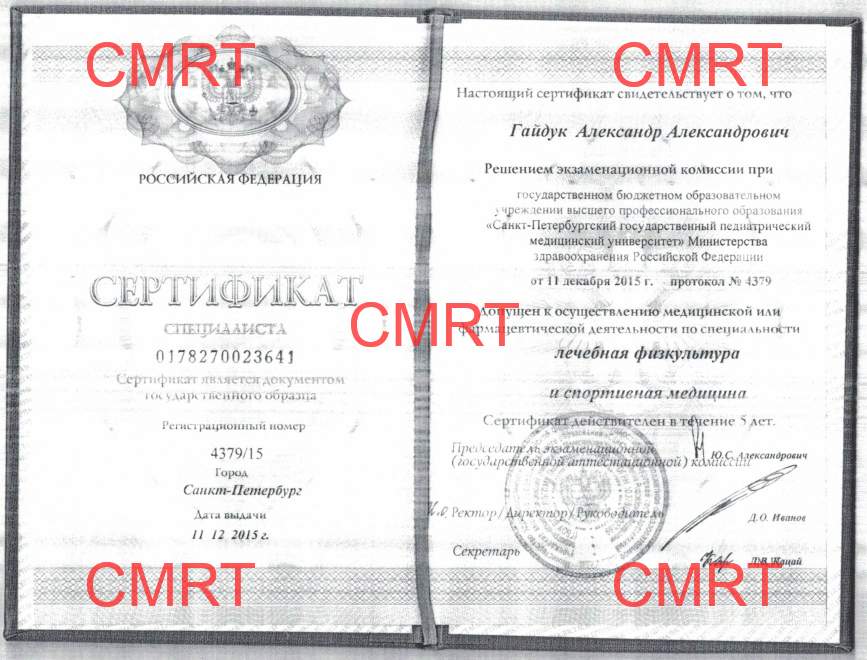 CMRT
РОССИЙСКАЯ ФЕДЕРАЦИЯ
СЕРТИФИКАТ
СПЕЦИАЛИСТА
0178270023641
Сертификат является документом
государственного образца
Регистрационный номер
4379/15
Город
Санкт-Петербург
Дата выдачи
11 12 2015 г.
CMRT
CMRT
CMRT
Настоящий сертификат свидетельствует о том, что
Гайдук Александр Александрович
Решением экзаменационной комиссии при
государственном бюджетном образовательном
учреждении высшего профессионального образования
«Санкт-Петербургский государственный педиатрический
медицинский университет» Министерства
здравоохранения Российской Федерации
от 11 декабря 2015 г. протокол № 4379
Допущен к осуществлению медицинской или
фармацевтической деятельности по специальности
лечебная физкультура
и спортивная медицина
Сертификат действителен в течение 5 лет.
Председатель экзаменационной
(государственной аттестационной) комиссии
Ю.С. Александрович
И.о. Ректор/Директор/Руководитель
Д.О. Иванов
Секретарь
Кацай
CMRT